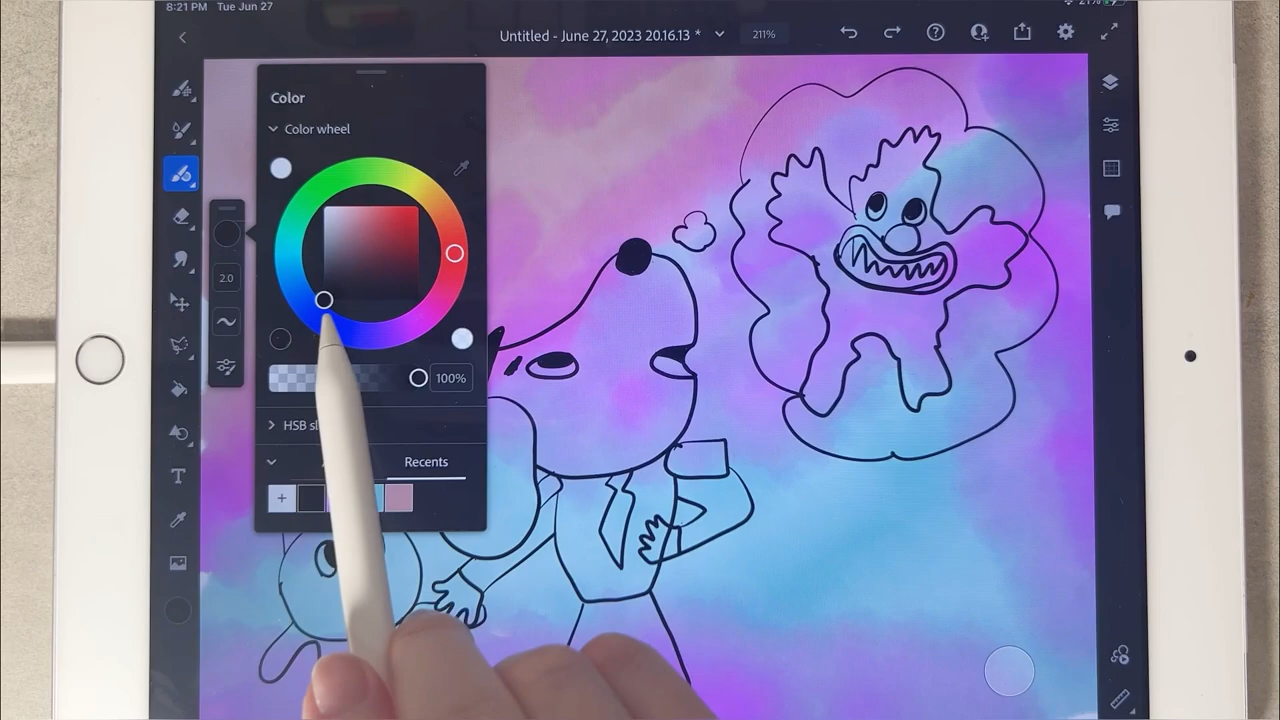 8:21 PM Tue Jun 27
21%
Untitled - June 27, 2023 20.16.13 *
211%
Color
Color wheel
2.0
100%
HSB sl
Recents
T